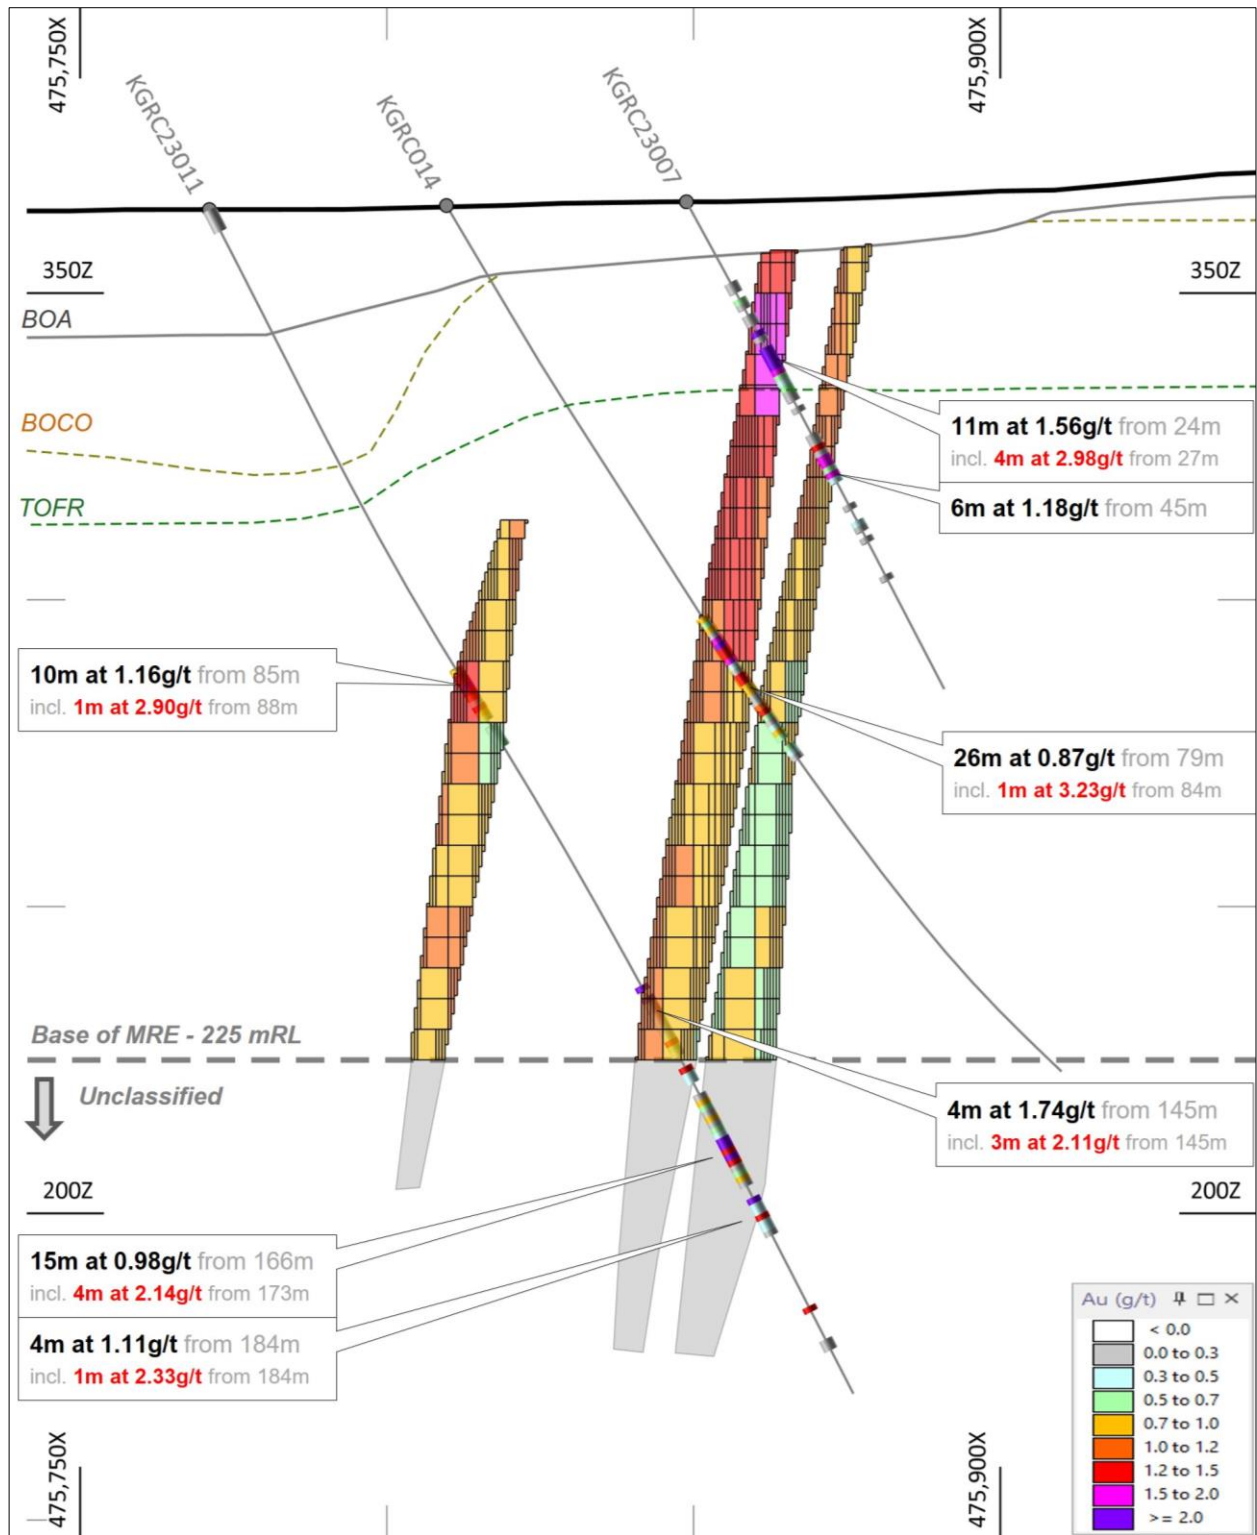 475,750X
475,900X
KGRC23011
KGRC014
KGRC23007
350Z
350Z
BOA
BOCO
TOFR
11m at 1.56g/t from 24m
incl. 4m at 2.98g/t from 27m
6m at 1.18g/t from 45m
10m at 1.16g/t from 85m
incl. 1m at 2.90g/t from 88m
26m at 0.87g/t from 79m
incl. 1m at 3.23g/t from 84m
Base of MRE - 225 mRL
Unclassified
4m at 1.74g/t from 145m
incl. 3m at 2.11g/t from 145m
200Z
200Z
15m at 0.98g/t from 166m
incl. 4m at 2.14g/t from 173m
4m at 1.11g/t from 184m
incl. 1m at 2.33g/t from 184m
Au (g/t)
< 0.0
0.0 to 0.3
0.3 to 0.5
0.5 to 0.7
0.7 to 1.0
1.0 to 1.2
1.2 to 1.5
1.5 to 2.0
>= 2.0
475,750X
475,900X